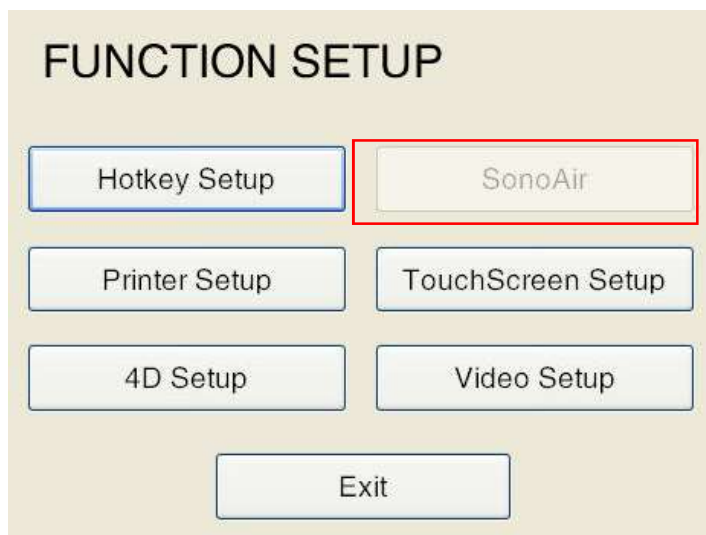 FUNCTION SETUP
Hotkey Setup
SonoAir
Printer Setup
TouchScreen Setup
4D Setup
Video Setup
Exit